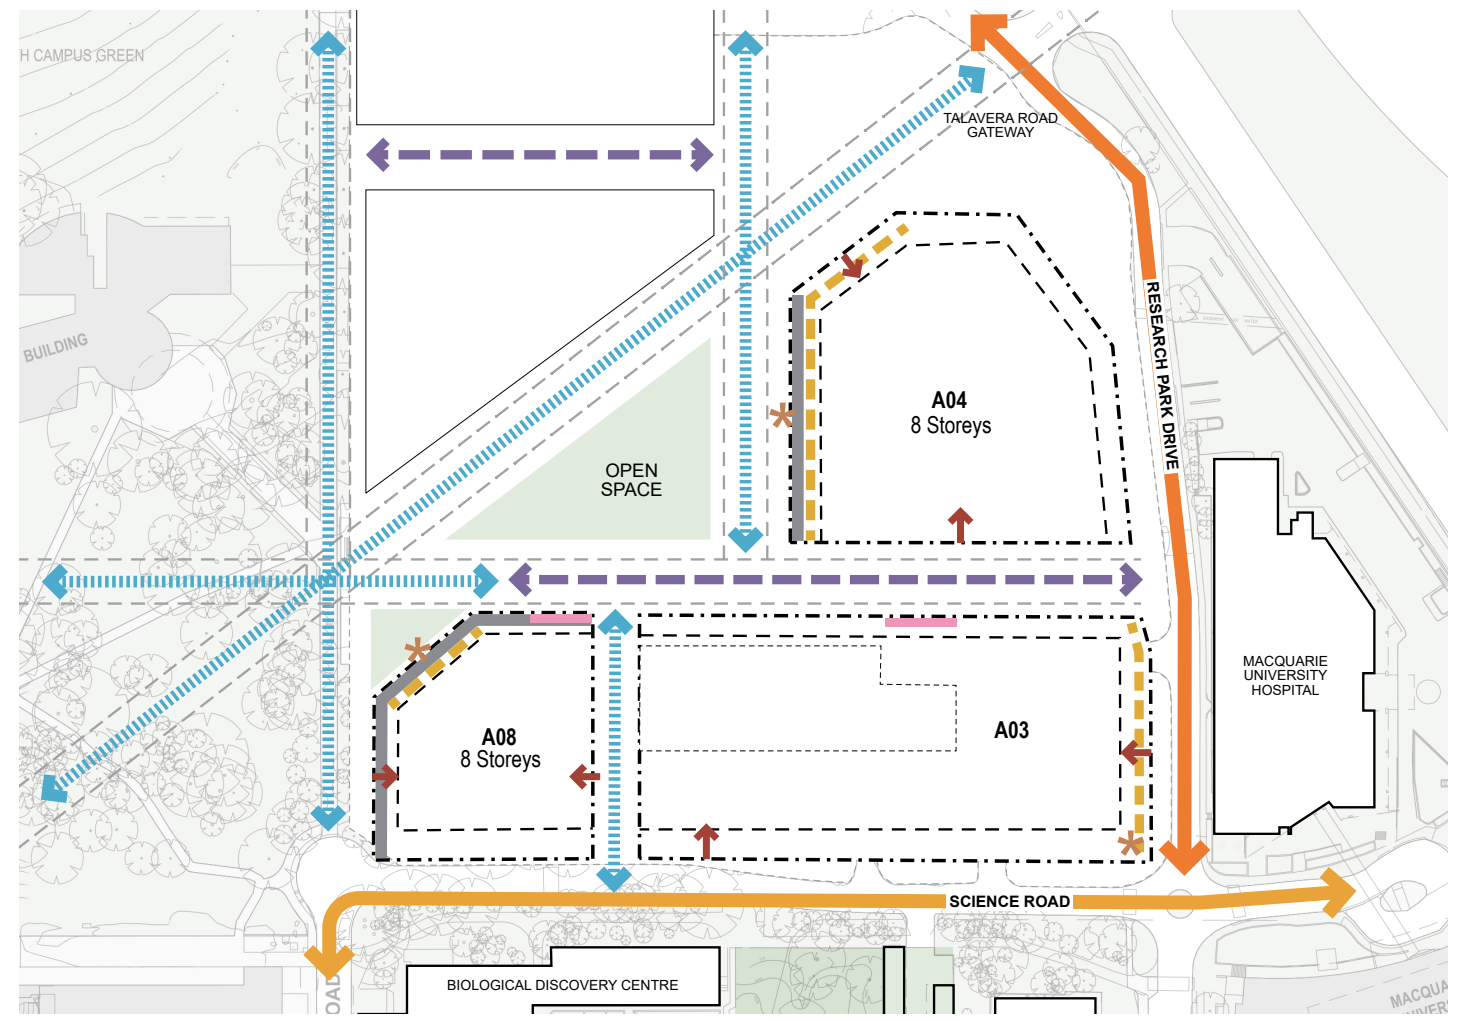 H CAMPUS GREEN
TALAVERA ROAD
GATEWAY
BUILDING
RESEARCH PARK DRIVE
A04
8 Storeys
OPEN
SPACE
MACQUARIE
UNIVERSITY
HOSPITAL
A08
8 Storeys
A03
SCIENCE ROAD
BIOLOGICAL DISCOVERY CENTRE
OAD
MACQUA